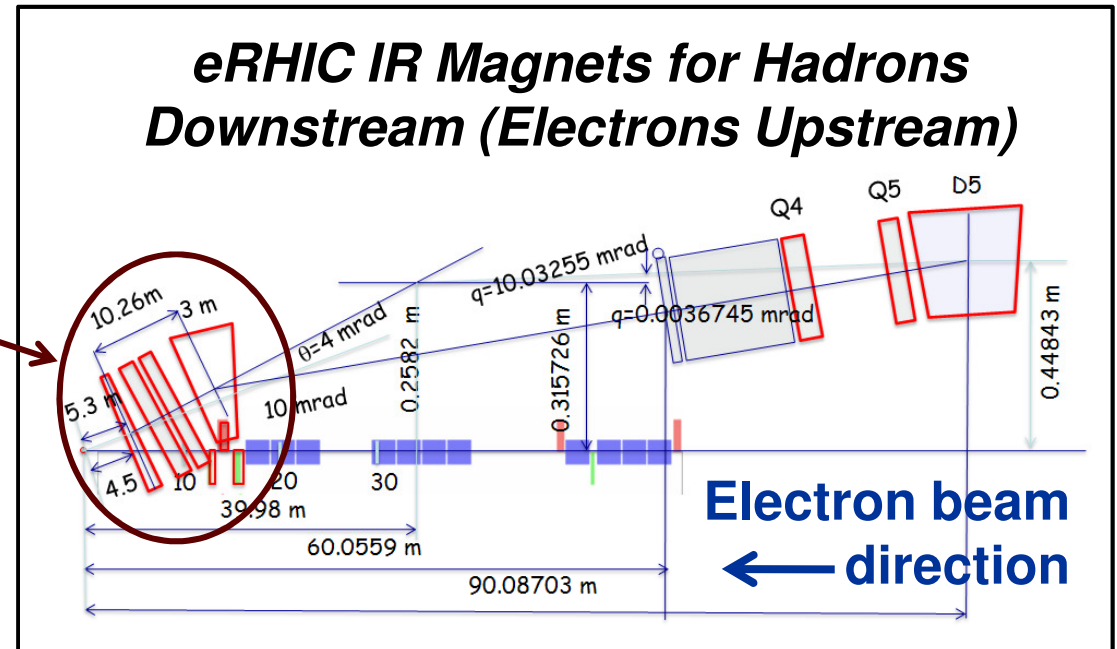 eRHIC IR Magnets for Hadrons
Downstream (Electrons Upstream)
D5
Q5
Q4
q=10.03255 mrad
10.26m
3 m
θ=4 mrad
0.2582 m
q=0.0036745 mrad
0.315726 m
0.44843 m
5.3 m
10 mrad
4.5
10
20
30
39.98 m
60.0559 m
90.08703 m
Electron beam
direction